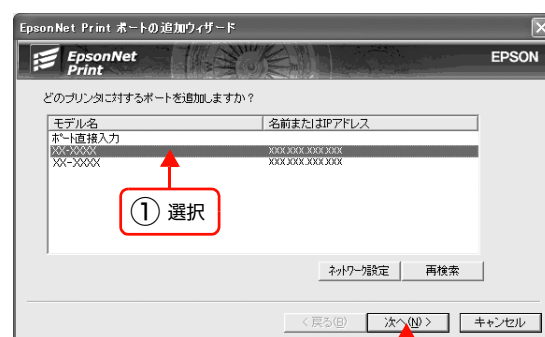 EpsonNet Print ポートの追加ウィザード
EpsonNet
Print
EPSON
どのプリンタに対するポートを追加しますか？
モデル名 名前またはIPアドレス
ポート直接入力
XX-XXXX XXX.XXX.XXX.XXX
XX-XXXX XXX.XXX.XXX.XXX
① 選択
ネットワーク設定 再検索
< 戻る(B) 次へ(N) > キャンセル